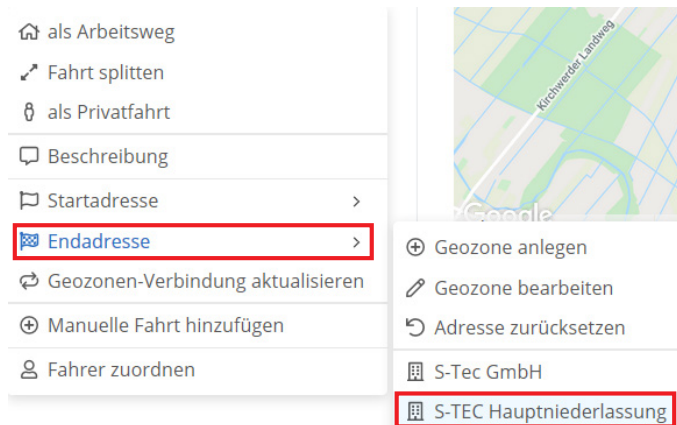 als Arbeitsweg
Fahrt splitten
als Privatfahrt
Beschreibung
Startadresse
Endadresse
Geozonen-Verbindung aktualisieren
Manuelle Fahrt hinzufügen
Fahrer zuordnen
Kirchwerder Landweg
Google
Geozone anlegen
Geozone bearbeiten
Adresse zurücksetzen
S-Tec GmbH
S-TEC Hauptniederlassung